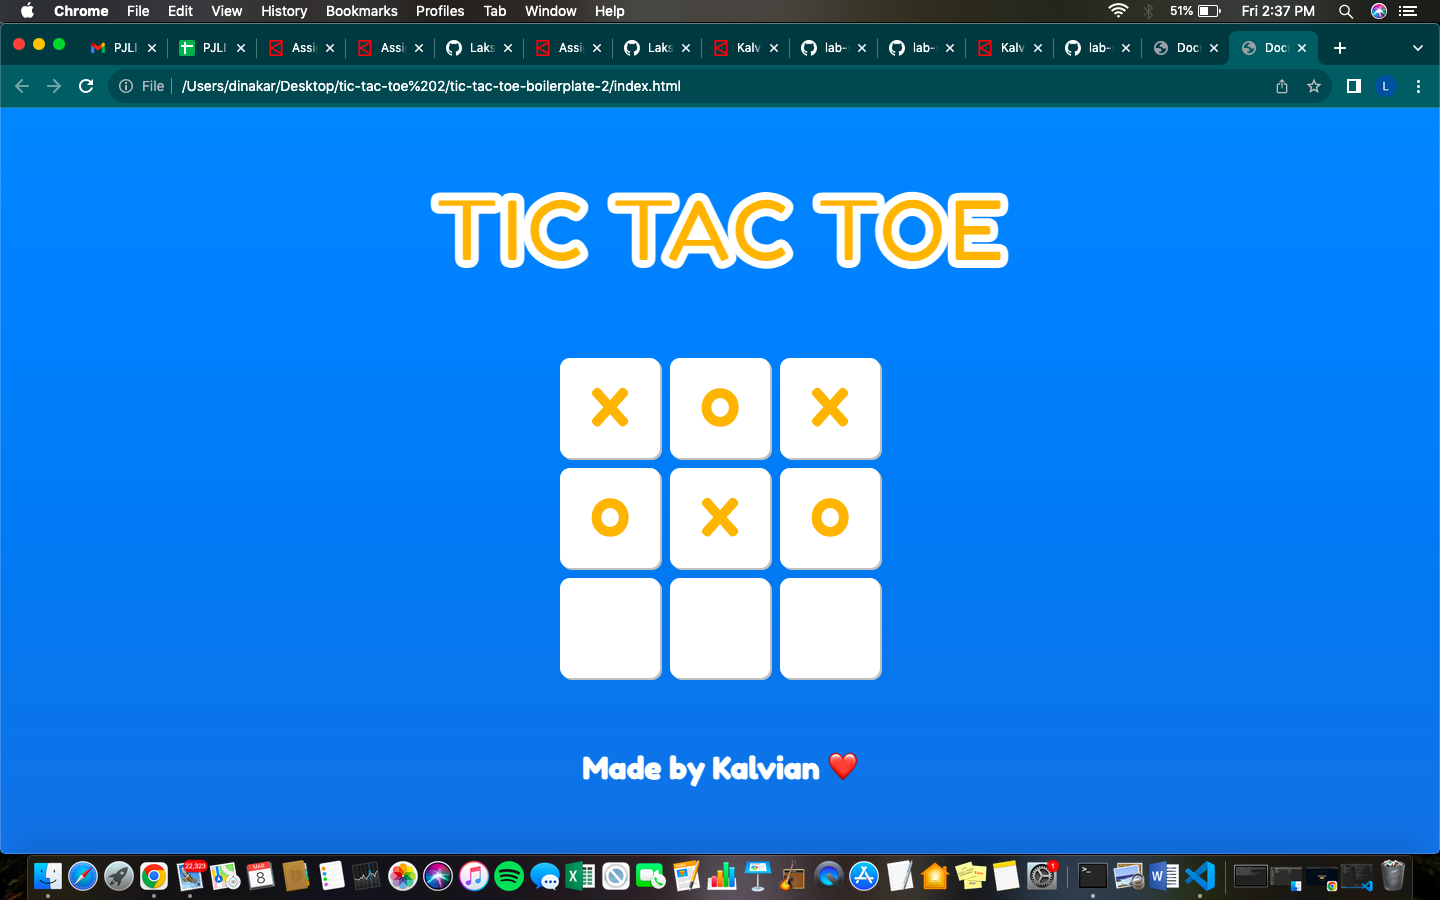 Chrome File Edit View History Bookmarks Profiles Tab Window Help 51% Fri 2:37 PM
PJLI PJLI Assi Assi Laks Assi Laks Kalv lab- lab- Kalv lab- Doc Doc
File /Users/dinakar/Desktop/tic-tac-toe%202/tic-tac-toe-boilerplate-2/index.html L
TIC TAC TOE
X O X
O X O
Made by Kalvian ❤️
22,323 MAR 8 1